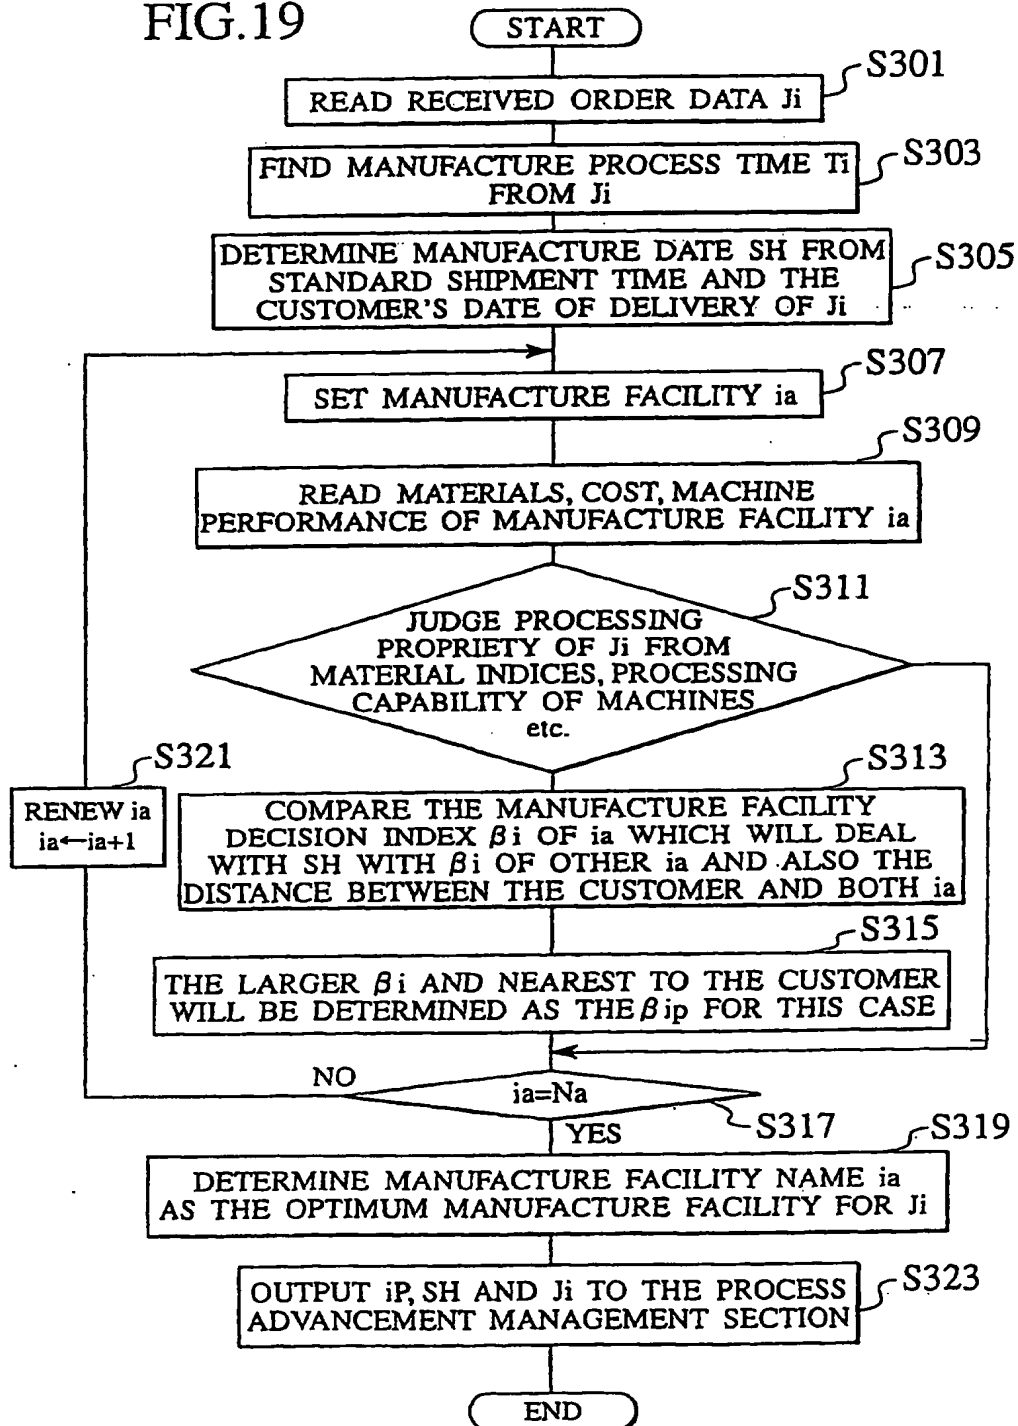 FIG.19
START
S301
READ RECEIVED ORDER DATA Ji
S303
FIND MANUFACTURE PROCESS TIME Ti
FROM Ji
S305
DETERMINE MANUFACTURE DATE SH FROM
STANDARD SHIPMENT TIME AND THE
CUSTOMER'S DATE OF DELIVERY OF Ji
S307
SET MANUFACTURE FACILITY ia
S309
READ MATERIALS, COST, MACHINE
PERFORMANCE OF MANUFACTURE FACILITY ia
S311
JUDGE PROCESSING
PROPRIETY OF Ji FROM
MATERIAL INDICES, PROCESSING
CAPABILITY OF MACHINES
etc.
S321
RENEW ia
ia←ia+1
S313
COMPARE THE MANUFACTURE FACILITY
DECISION INDEX βi OF ia WHICH WILL DEAL
WITH SH WITH βi OF OTHER ia AND ALSO THE
DISTANCE BETWEEN THE CUSTOMER AND BOTH ia
S315
THE LARGER βi AND NEAREST TO THE CUSTOMER
WILL BE DETERMINED AS THE βip FOR THIS CASE
NO
ia=Na
S317
YES
S319
DETERMINE MANUFACTURE FACILITY NAME ia
AS THE OPTIMUM MANUFACTURE FACILITY FOR Ji
S323
OUTPUT iP, SH AND Ji TO THE PROCESS
ADVANCEMENT MANAGEMENT SECTION
END